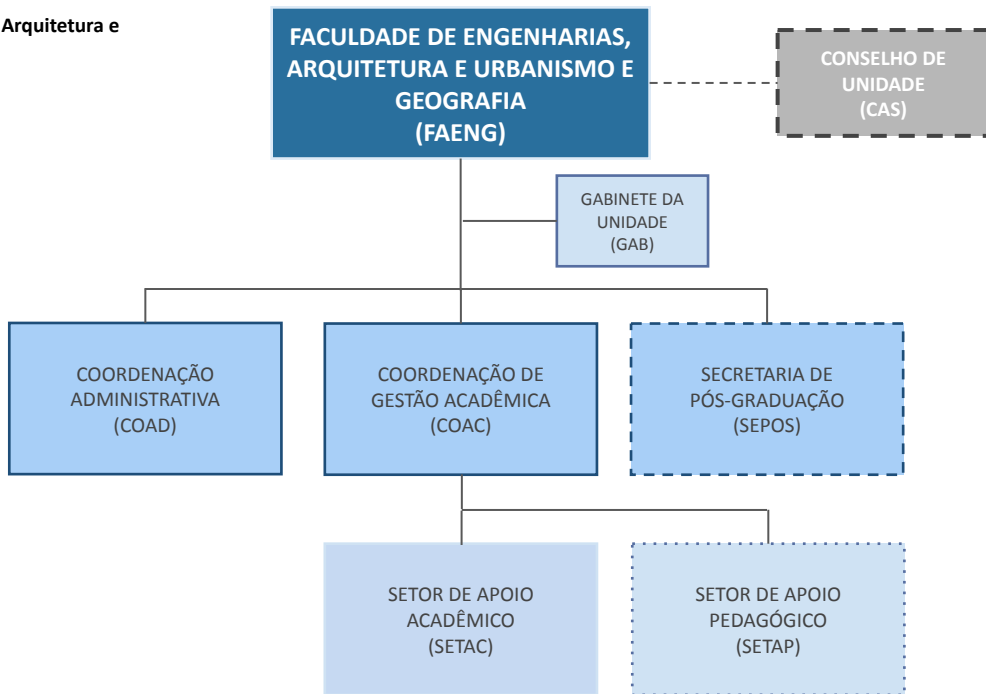 Arquitetura e
FACULDADE DE ENGENHARIAS,
ARQUITETURA E URBANISMO E
GEOGRAFIA
(FAENG)
CONSELHO DE
UNIDADE
(CAS)
GABINETE DA
UNIDADE
(GAB)
COORDENAÇÃO
ADMINISTRATIVA
(COAD)
COORDENAÇÃO DE
GESTÃO ACADÊMICA
(COAC)
SECRETARIA DE
PÓS-GRADUAÇÃO
(SEPOS)
SETOR DE APOIO
ACADÊMICO
(SETAC)
SETOR DE APOIO
PEDAGÓGICO
(SETAP)